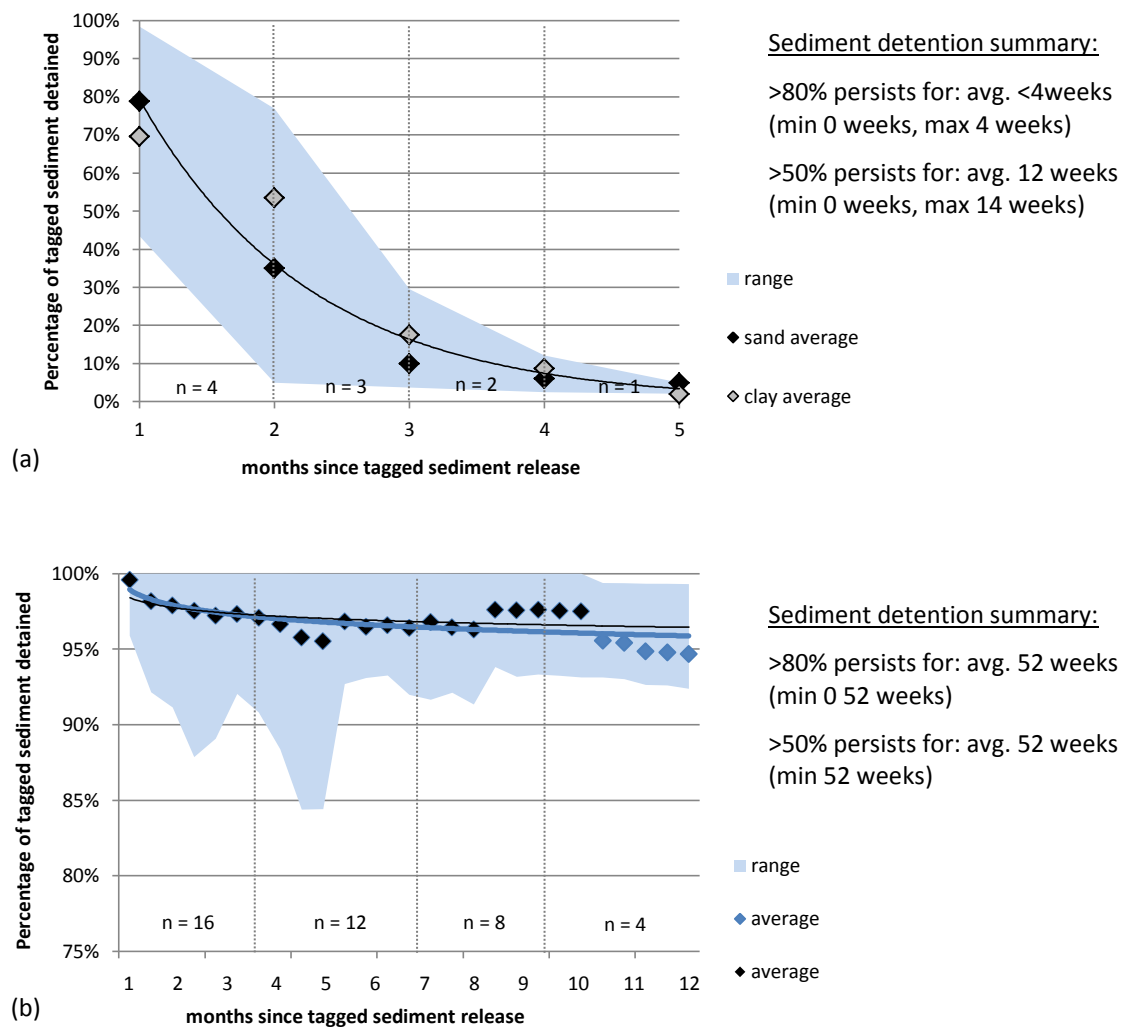 100%
90%
80%
70%
60%
50%
40%
30%
20%
10%
0%
Percentage of tagged sediment detained
n = 4
n = 3
n = 2
n = 1
1
2
3
4
5
months since tagged sediment release
(a)
Sediment detention summary:
>80% persists for: avg. <4weeks
(min 0 weeks, max 4 weeks)
>50% persists for: avg. 12 weeks
(min 0 weeks, max 14 weeks)
range
sand average
clay average
100%
95%
90%
85%
80%
75%
Percentage of tagged sediment detained
n = 16
n = 12
n = 8
n = 4
1
2
3
4
5
6
7
8
9
10
11
12
months since tagged sediment release
(b)
Sediment detention summary:
>80% persists for: avg. 52 weeks
(min 0 52 weeks)
>50% persists for: avg. 52 weeks
(min 52 weeks)
range
average
average